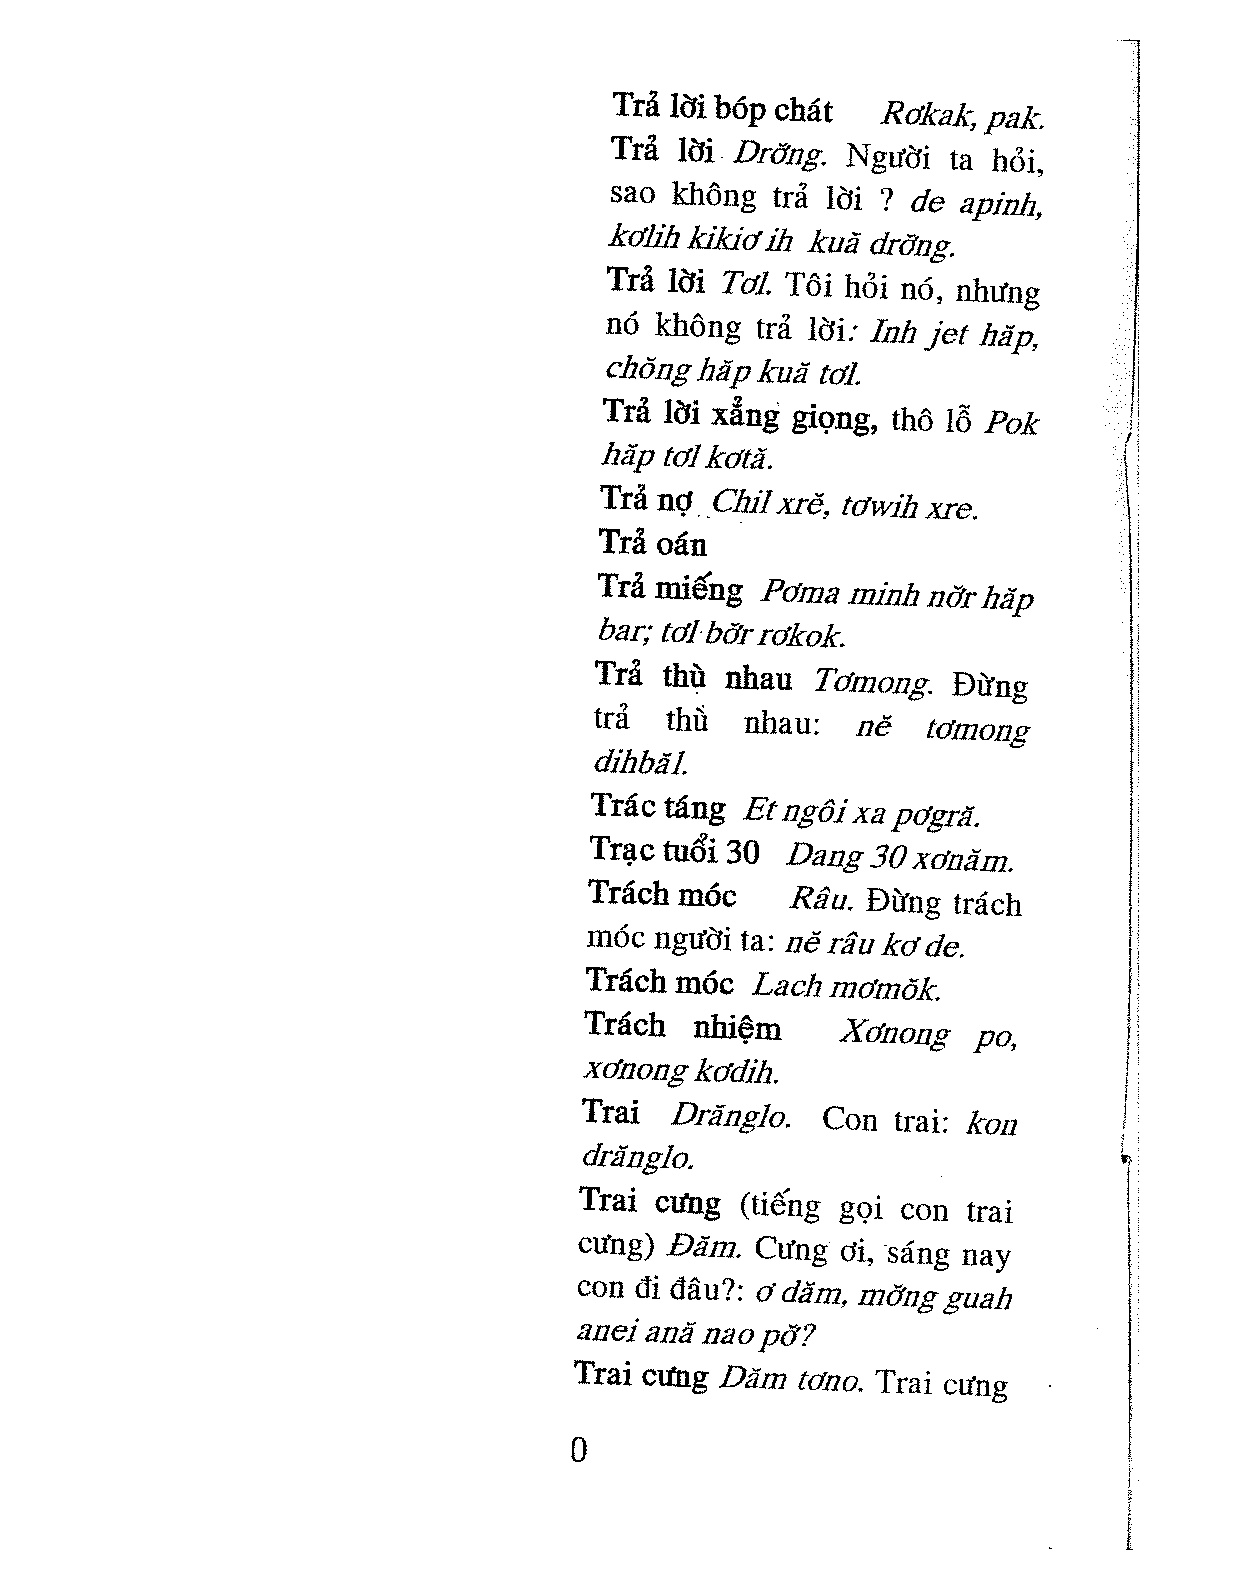 Trả lời bóp chát Rơkak, pak.
Trả lời Drỡng. Người ta hỏi,
sao không trả lời ? de apinh,
kơlih kikiơ ih kuă drỡng.
Trả lời Tơl. Tôi hỏi nó, nhưng
nó không trả lời: Inh jet hăp,
chŏng hăp kuă tơl.
Trả lời xẳng giọng, thô lỗ Pok
hăp tơl kơtă.
Trả nợ Chil xrĕ, tơwih xre.
Trả oán
Trả miếng Pơma minh nỡr hăp
bar; tơl bỡr rơkok.
Trả thù nhau Tơmong. Đừng
trả thù nhau: nĕ tơmong
dihbăl.
Trác táng Et ngôi xa pơgră.
Trạc tuổi 30 Dang 30 xơnăm.
Trách móc Râu. Đừng trách
móc người ta: nĕ râu kơ de.
Trách móc Lach mơmŏk.
Trách nhiệm Xơnong po,
xơnong kơdih.
Trai Drănglo. Con trai: kon
drănglo.
Trai cưng (tiếng gọi con trai
cưng) Đăm. Cưng ơi, sáng nay
con đi đâu?: ơ dăm, mỡng guah
anei ană nao pỡ?
Trai cưng Dăm tơno. Trai cưng
0